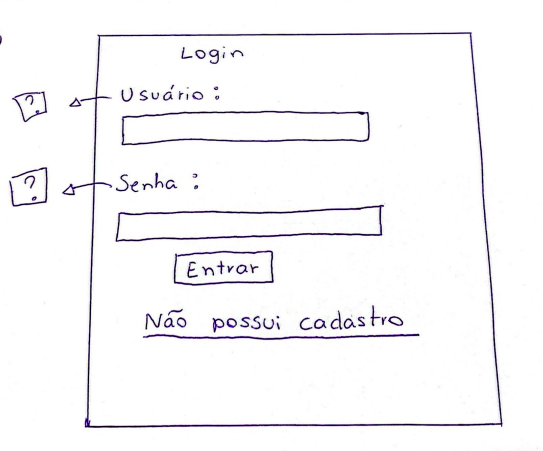 Login
? Usuário :
? Senha :
Entrar
Não possui cadastro